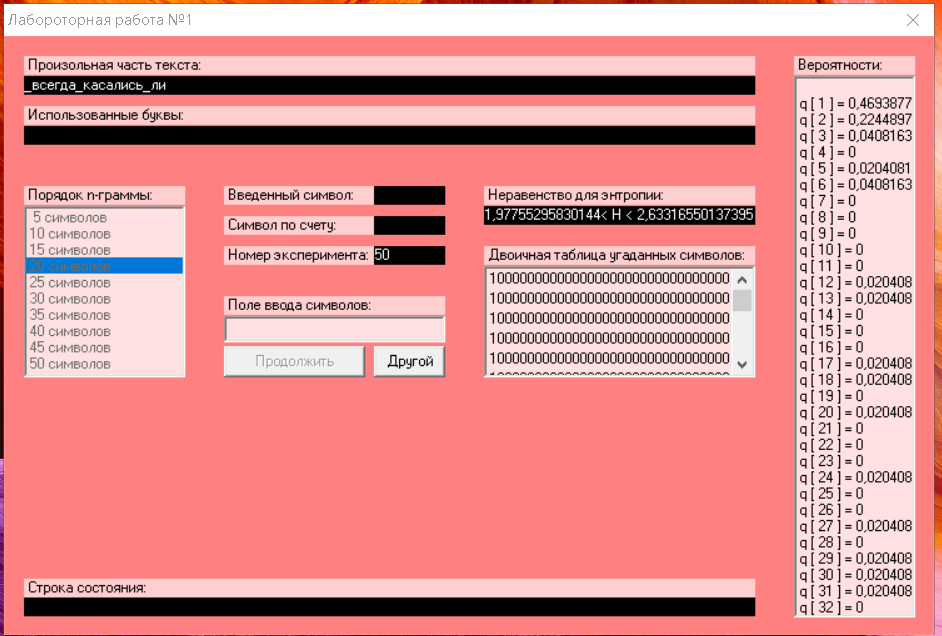 Лабороторная работа №1
Произольная часть текста:
_всегда_касались_ли
Использованные буквы:
Порядок n-граммы:
5 символов
10 символов
15 символов
20 символов
25 символов
30 символов
35 символов
40 символов
45 символов
50 символов
Введенный символ:
Символ по счету:
Номер эксперимента: 50
Поле ввода символов:
Продолжить
Другой
Неравенство для энтропии:
1,97755295830144< H < 2,63316550137395
Двоичная таблица угаданных символов:
10000000000000000000000000000000
10000000000000000000000000000000
10000000000000000000000000000000
10000000000000000000000000000000
10000000000000000000000000000000
Строка состояния:
Вероятности:
q[ 1 ] = 0,4693877
q[ 2 ] = 0,2244897
q[ 3 ] = 0,0408163
q[ 4 ] = 0
q[ 5 ] = 0,0204081
q[ 6 ] = 0,0408163
q[ 7 ] = 0
q[ 8 ] = 0
q[ 9 ] = 0
q[ 10 ] = 0
q[ 11 ] = 0
q[ 12 ] = 0,020408
q[ 13 ] = 0,020408
q[ 14 ] = 0
q[ 15 ] = 0
q[ 16 ] = 0
q[ 17 ] = 0,020408
q[ 18 ] = 0,020408
q[ 19 ] = 0
q[ 20 ] = 0,020408
q[ 21 ] = 0
q[ 22 ] = 0
q[ 23 ] = 0
q[ 24 ] = 0,020408
q[ 25 ] = 0
q[ 26 ] = 0
q[ 27 ] = 0,020408
q[ 28 ] = 0
q[ 29 ] = 0,020408
q[ 30 ] = 0,020408
q[ 31 ] = 0,020408
q[ 32 ] = 0